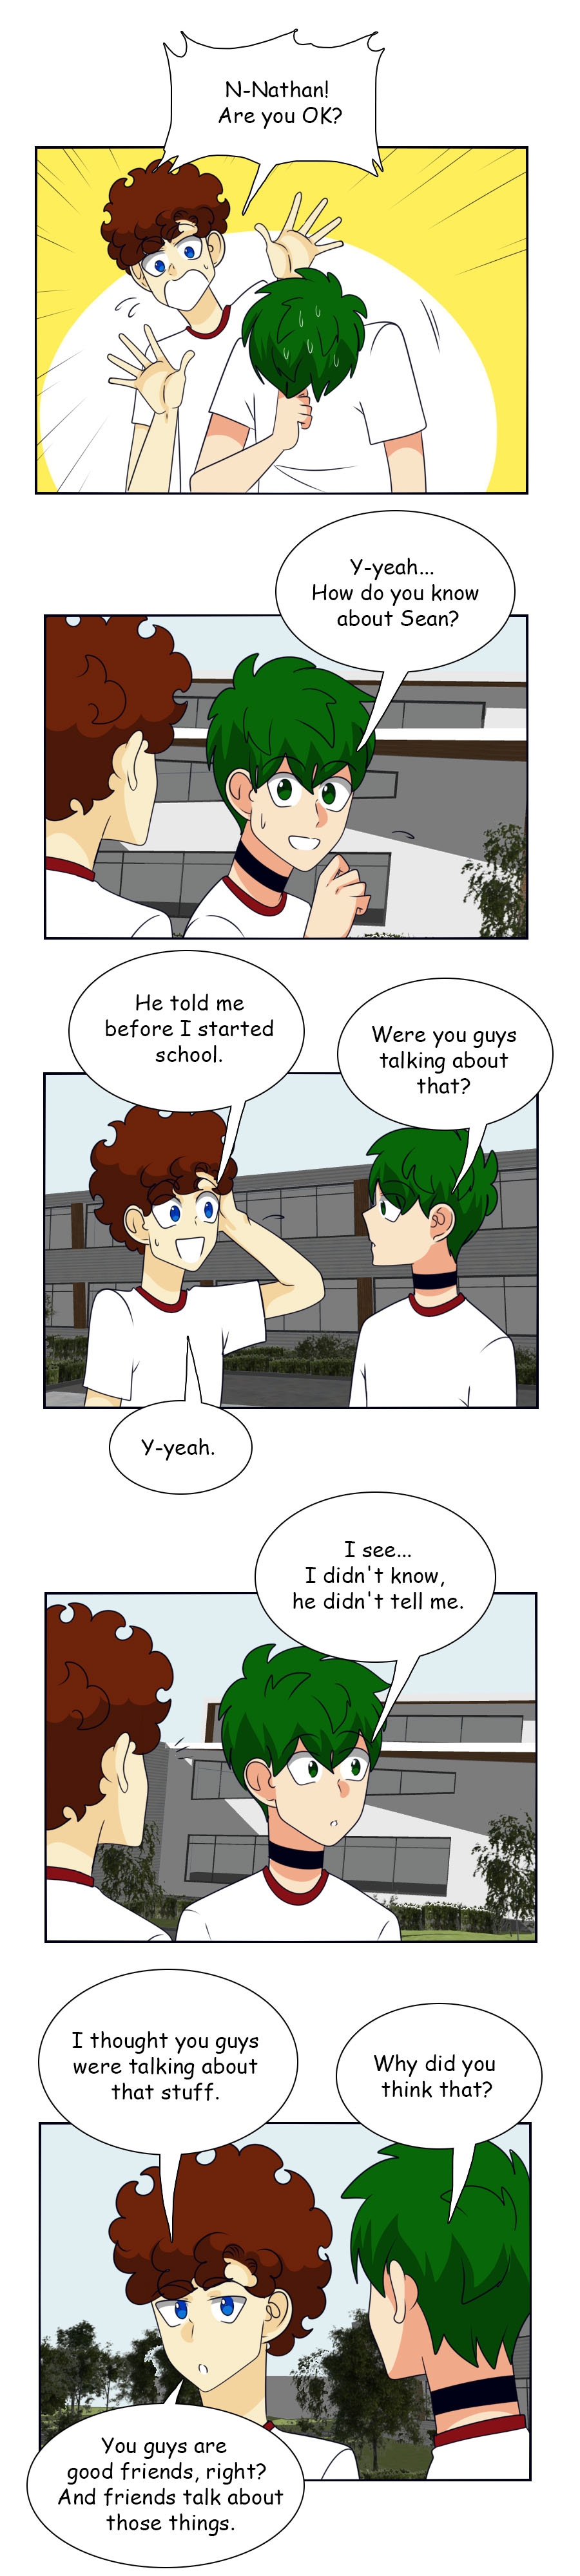 N-Nathan!
Are you OK?
Y-yeah...
How do you know
about Sean?
He told me
before I started
school.
Were you guys
talking about
that?
Y-yeah.
I see...
I didn't know,
he didn't tell me.
I thought you guys
were talking about
that stuff.
Why did you
think that?
You guys are
good friends, right?
And friends talk about
those things.